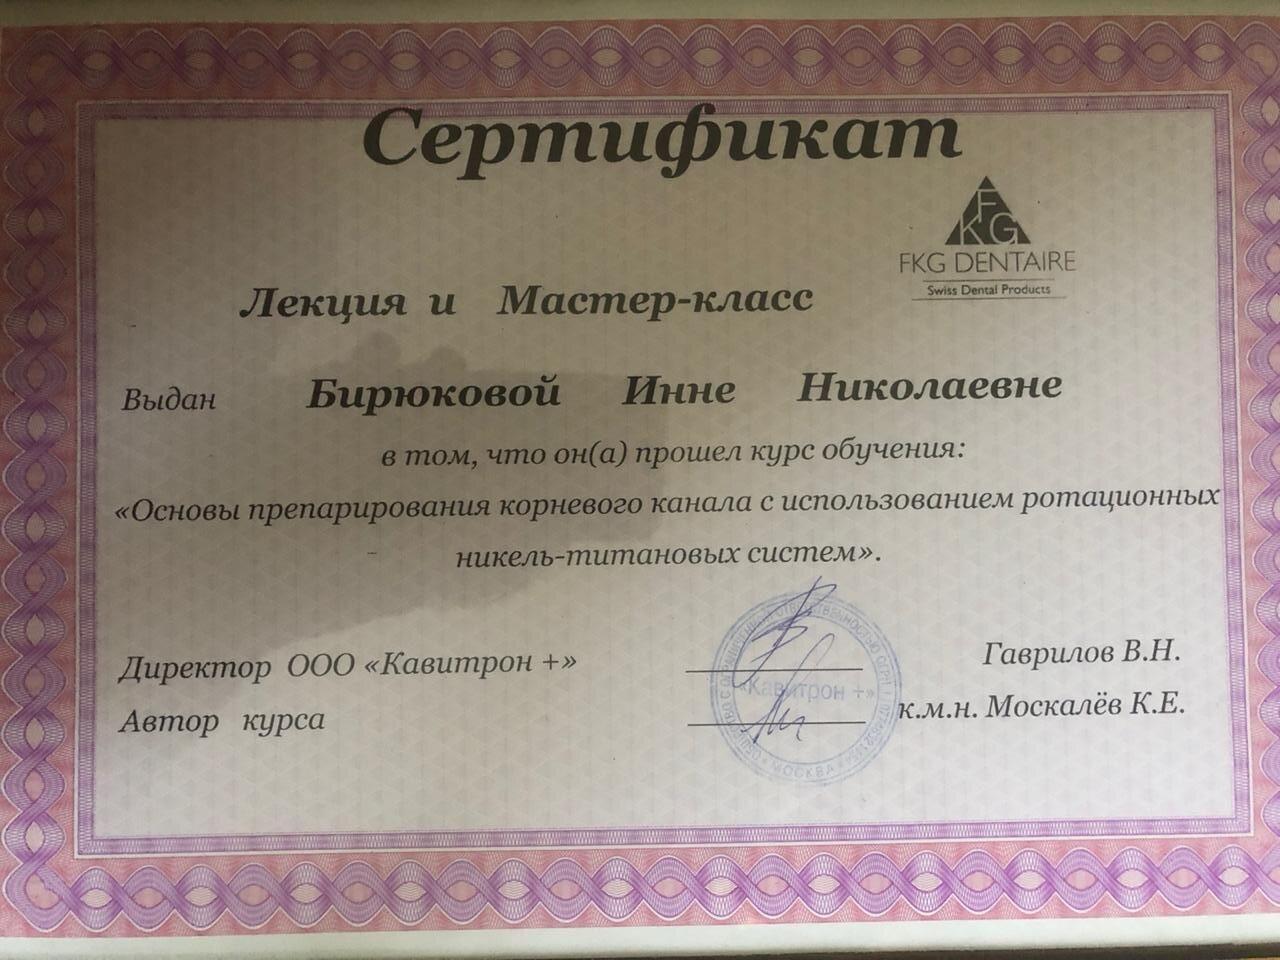 Сертификат
FKG
FKG DENTAIRE
Swiss Dental Products
Лекция и Мастер-класс
Выдан Бирюковой Инне Николаевне
в том, что он(а) прошел курс обучения:
«Основы препарирования корневого канала с использованием ротационных
никель-титановых систем».
Директор ООО «Кавитрон +» Гаврилов В.Н.
«Кавитрон +»
МОСКВА
Автор курса к.м.н. Москалёв К.Е.